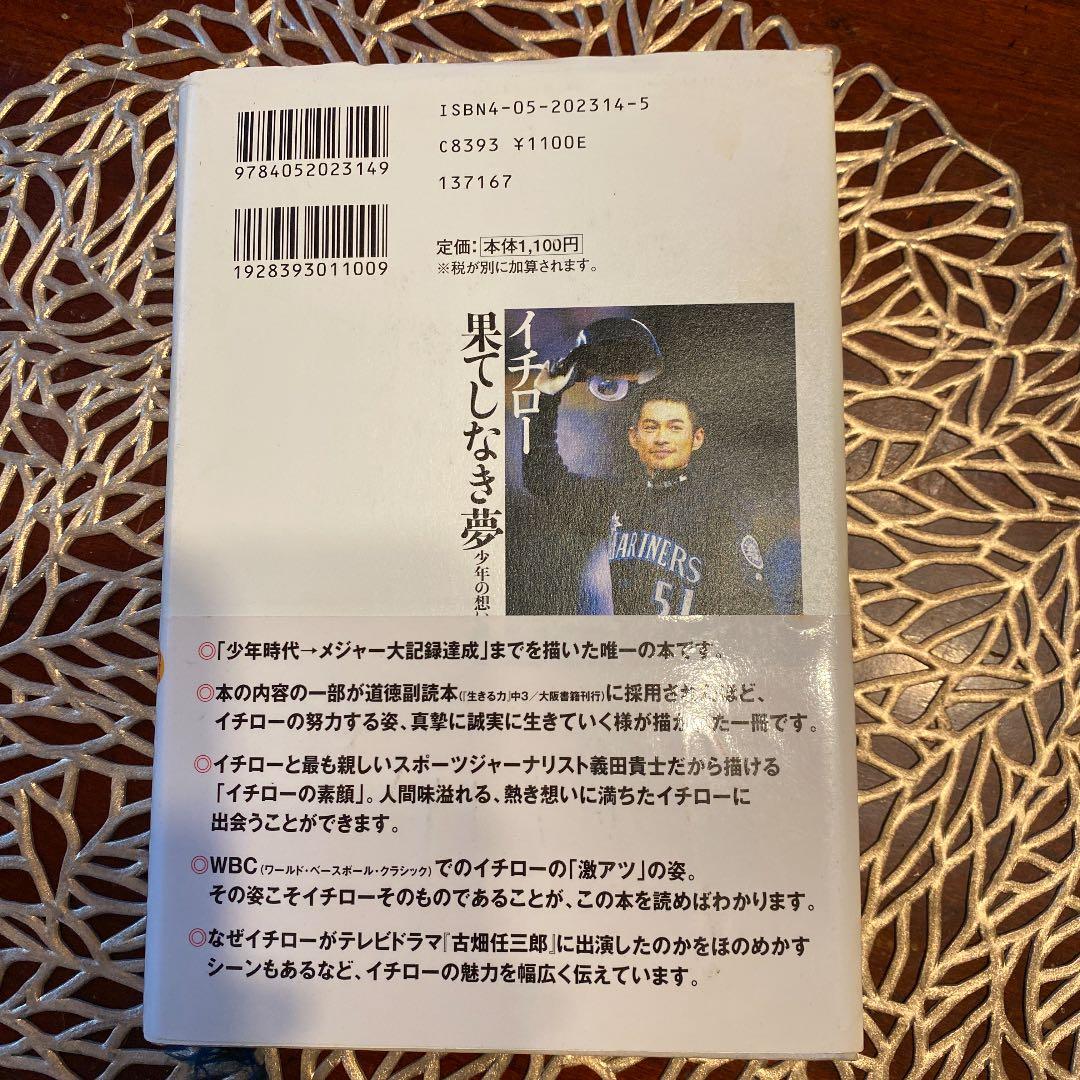 ISBN4-05-202314-5
C8393 ¥1100E
9784052023149
137167
1928393011009
定価：本体1,100円
※税が別に加算されます。
イチロー
果てしなき夢
少年の想い
MARINERS
51
◎「少年時代→メジャー大記録達成」までを描いた唯一の本です。
◎本の内容の一部が道徳副読本(『生きる力』中3／大阪書籍刊行)に採用さ ほど、
イチローの努力する姿、真摯に誠実に生きていく様が描か た一冊です。
◎イチローと最も親しいスポーツジャーナリスト義田貴士だから描ける
「イチローの素顔」。人間味溢れる、熱き想いに満ちたイチローに
出会うことができます。
◎WBC(ワールド・ベースボール・クラシック)でのイチローの「激アツ」の姿。
その姿こそイチローそのものであることが、この本を読めばわかります。
◎なぜイチローがテレビドラマ『古畑任三郎』に出演したのかをほのめかす
シーンもあるなど、イチローの魅力を幅広く伝えています。